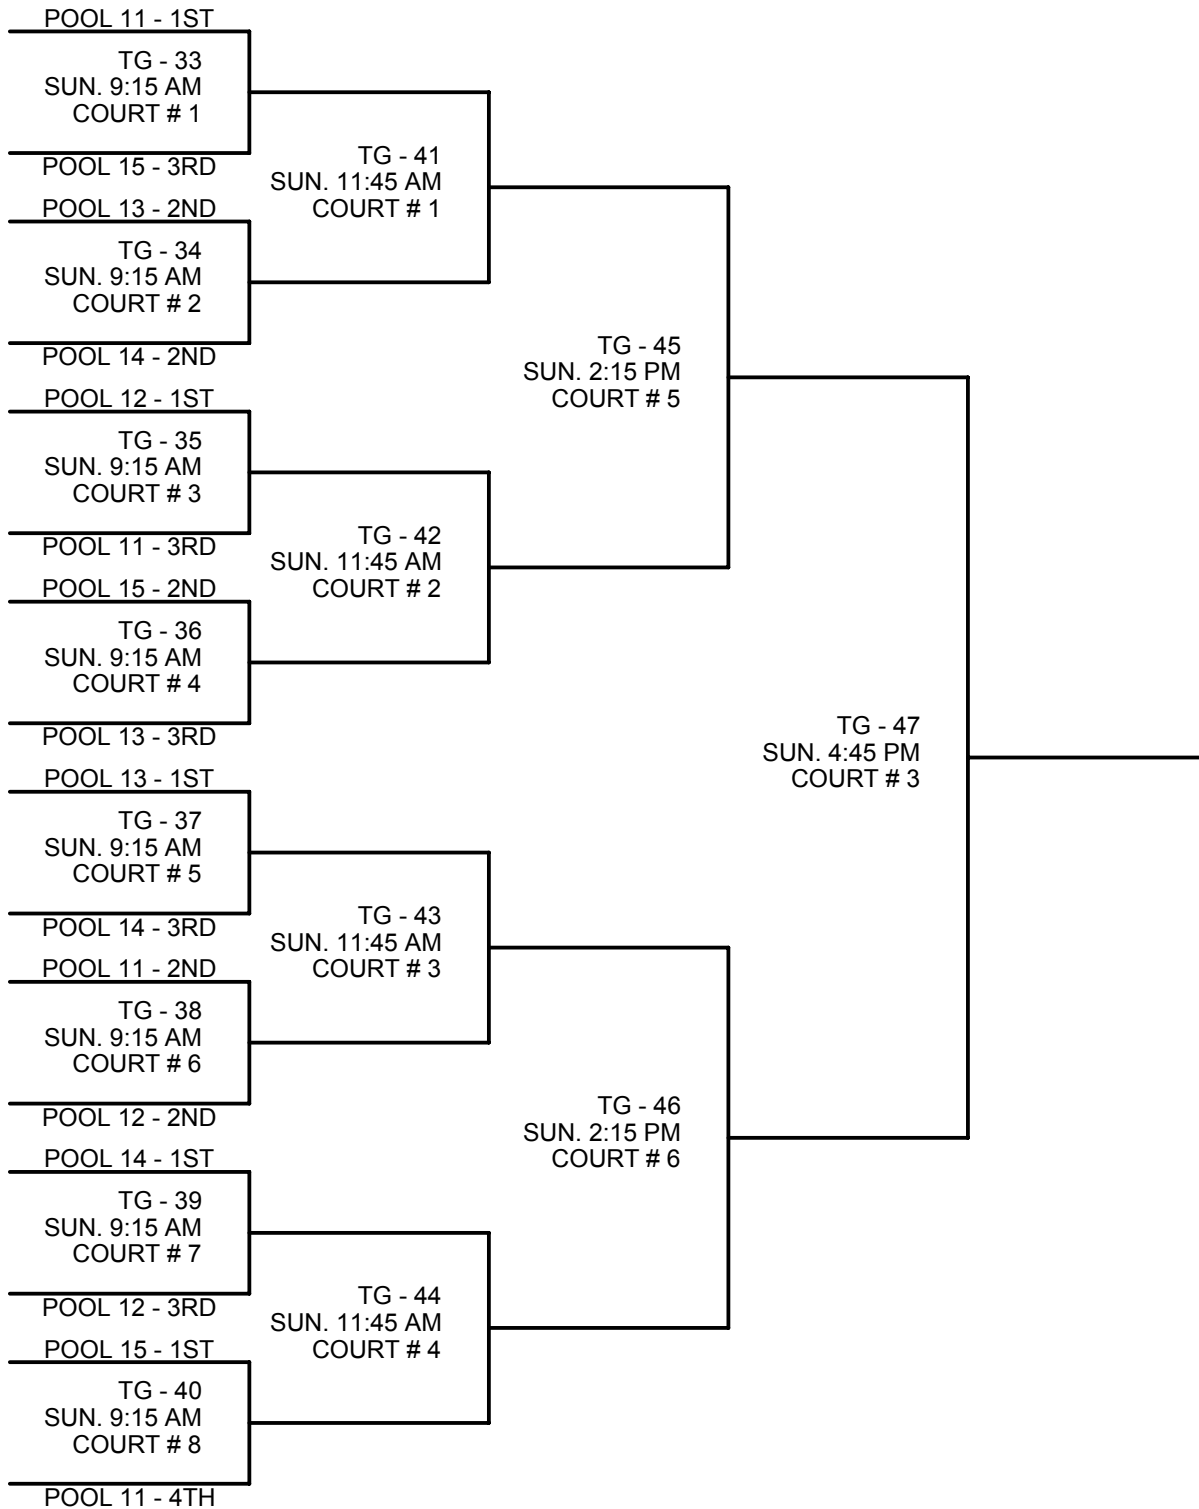 POOL 11 - 1ST
TG - 33
SUN. 9:15 AM
COURT # 1
POOL 15 - 3RD
TG - 41
SUN. 11:45 AM
COURT # 1
POOL 13 - 2ND
TG - 34
SUN. 9:15 AM
COURT # 2
POOL 14 - 2ND
TG - 45
SUN. 2:15 PM
COURT # 5
POOL 12 - 1ST
TG - 35
SUN. 9:15 AM
COURT # 3
POOL 11 - 3RD
TG - 42
SUN. 11:45 AM
COURT # 2
POOL 15 - 2ND
TG - 36
SUN. 9:15 AM
COURT # 4
POOL 13 - 3RD
TG - 47
SUN. 4:45 PM
COURT # 3
POOL 13 - 1ST
TG - 37
SUN. 9:15 AM
COURT # 5
POOL 14 - 3RD
TG - 43
SUN. 11:45 AM
COURT # 3
POOL 11 - 2ND
TG - 38
SUN. 9:15 AM
COURT # 6
POOL 12 - 2ND
TG - 46
SUN. 2:15 PM
COURT # 6
POOL 14 - 1ST
TG - 39
SUN. 9:15 AM
COURT # 7
POOL 12 - 3RD
TG - 44
SUN. 11:45 AM
COURT # 4
POOL 15 - 1ST
TG - 40
SUN. 9:15 AM
COURT # 8
POOL 11 - 4TH